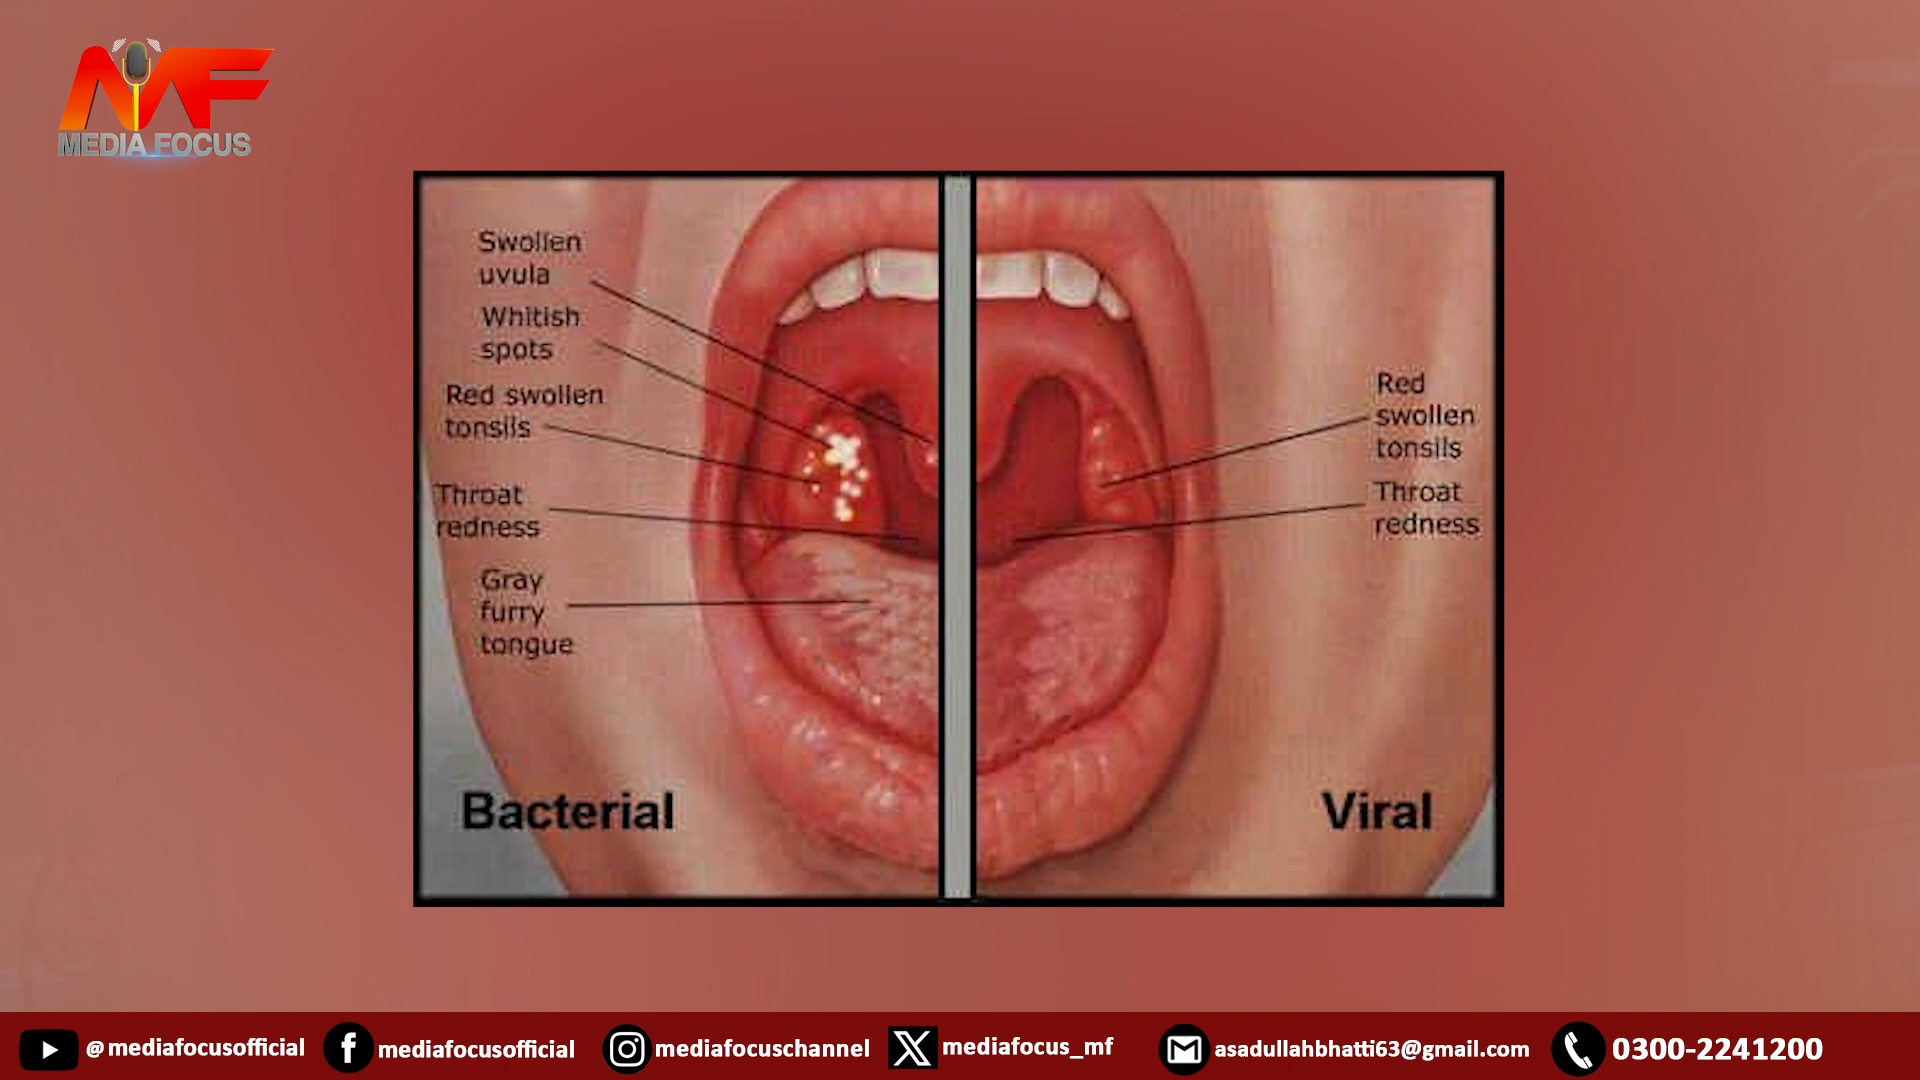 MF
MEDIA FOCUS
Swollen
uvula
Whitish
spots
Red swollen
tonsils
Throat
redness
Gray
furry
tongue
Bacterial
Red
swollen
tonsils
Throat
redness
Viral
@mediafocusofficial
mediafocusofficial
mediafocuschannel
mediafocus_mf
asadullahbhatti63@gmail.com
0300-2241200